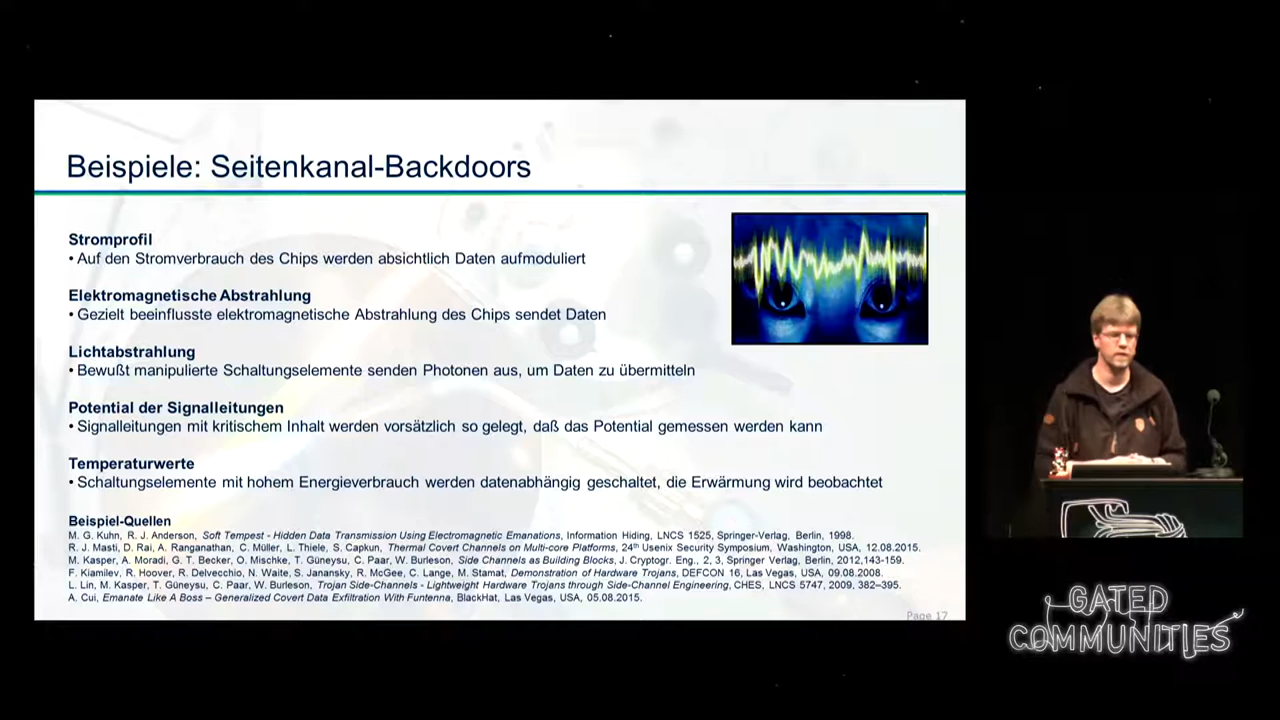 Beispiele: Seitenkanal-Backdoors
Stromprofil
• Auf den Stromverbrauch des Chips werden absichtlich Daten aufmoduliert
Elektromagnetische Abstrahlung
• Gezielt beeinflusste elektromagnetische Abstrahlung des Chips sendet Daten
Lichtabstrahlung
• Bewußt manipulierte Schaltungselemente senden Photonen aus, um Daten zu übermitteln
Potential der Signalleitungen
• Signalleitungen mit kritischem Inhalt werden vorsätzlich so gelegt, daß das Potential gemessen werden kann
Temperaturwerte
• Schaltungselemente mit hohem Energieverbrauch werden datenabhängig geschaltet, die Erwärmung wird beobachtet
Beispiel-Quellen
M. G. Kuhn, R. J. Anderson, Soft Tempest - Hidden Data Transmission Using Electromagnetic Emanations, Information Hiding, LNCS 1525, Springer-Verlag, Berlin, 1998.
R. J. Masti, D. Rai, A. Ranganathan, C. Müller, L. Thiele, S. Capkun, Thermal Covert Channels on Multi-core Platforms, 24th Usenix Security Symposium, Washington, USA, 12.08.2015.
M. Kasper, A. Moradi, G. T. Becker, O. Mischke, T. Güneysu, C. Paar, W. Burleson, Side Channels as Building Blocks, J. Cryptogr. Eng., 2, 3, Springer Verlag, Berlin, 2012,143-159.
F. Kiamilev, R. Hoover, R. Delvecchio, N. Waite, S. Janansky, R. McGee, C. Lange, M. Stamat, Demonstration of Hardware Trojans, DEFCON 16, Las Vegas, USA, 09.08.2008.
L. Lin, M. Kasper, T. Güneysu, C. Paar, W. Burleson, Trojan Side-Channels - Lightweight Hardware Trojans through Side-Channel Engineering, CHES, LNCS 5747, 2009, 382–395.
A. Cui, Emanate Like A Boss – Generalized Covert Data Exfiltration With Funtenna, BlackHat, Las Vegas, USA, 05.08.2015.
Page 17
GATED
COMMUNITIES